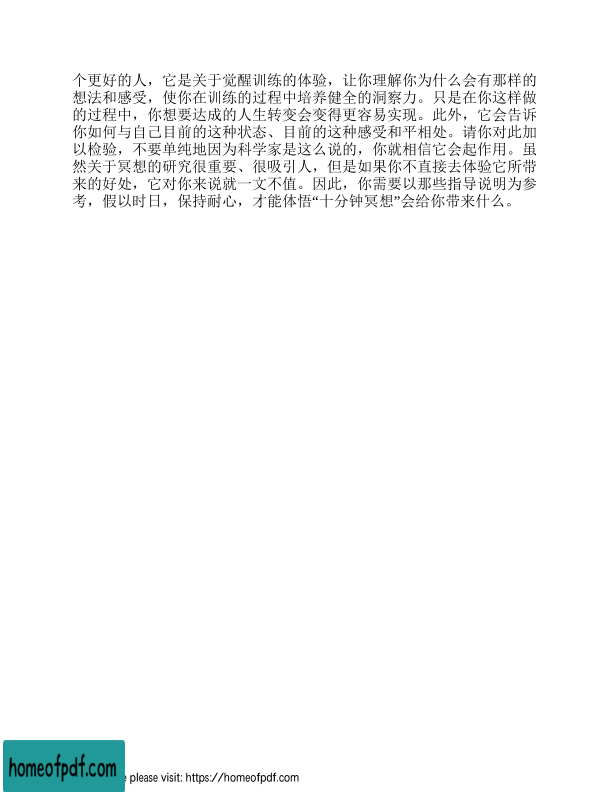 个更好的人，它是关于觉醒训练的体验，让你理解你为什么会有那样的
想法和感受，使你在训练的过程中培养健全的洞察力。只是在你这样做
的过程中，你想要达成的人生转变会变得更容易实现。此外，它会告诉
你如何与自己目前的这种状态、目前的这种感受和平相处。请你对此加
以检验，不要单纯地因为科学家是这么说的，你就相信它会起作用。虽
然关于冥想的研究很重要、很吸引人，但是如果你不直接去体验它所带
来的好处，它对你来说就一文不值。因此，你需要以那些指导说明为参
考，假以时日，保持耐心，才能体悟“十分钟冥想”会给你带来什么。
homeofpdf.com
e please visit: https://homeofpdf.com